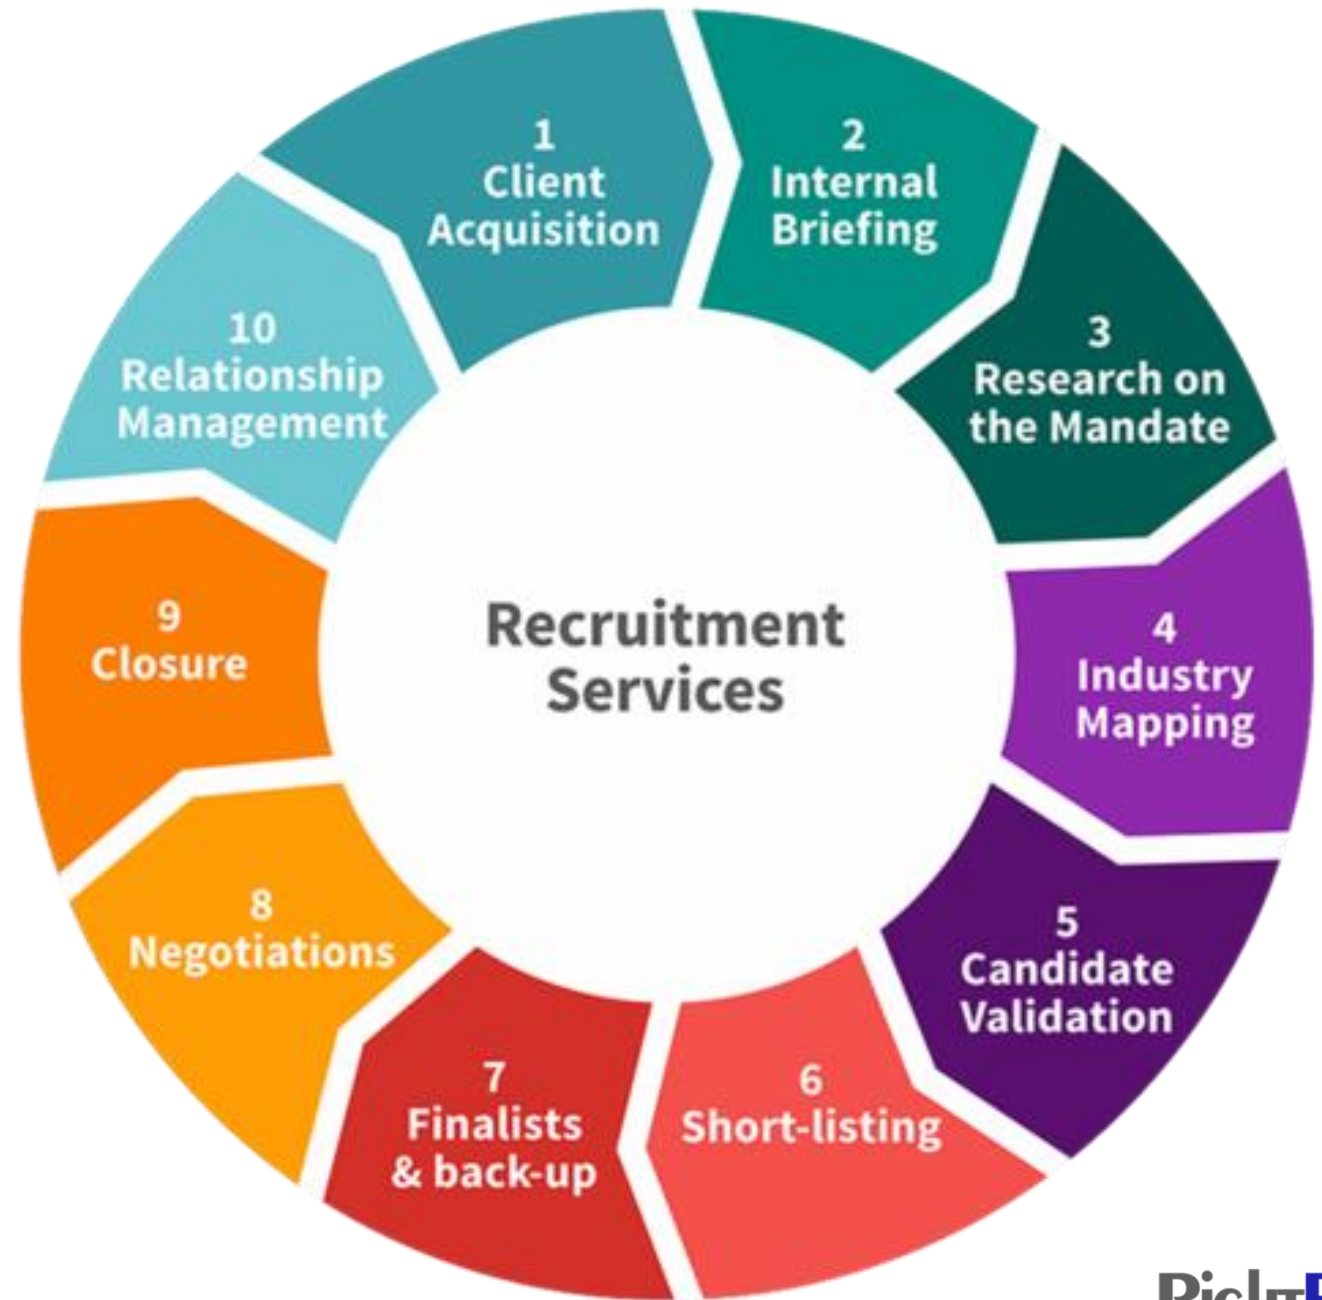 1
Client
Acquisition
2
Internal
Briefing
3
Research on
the Mandate
4
Industry
Mapping
5
Candidate
Validation
6
Short-listing
7
Finalists
& back-up
8
Negotiations
9
Closure
10
Relationship
Management
Recruitment
Services